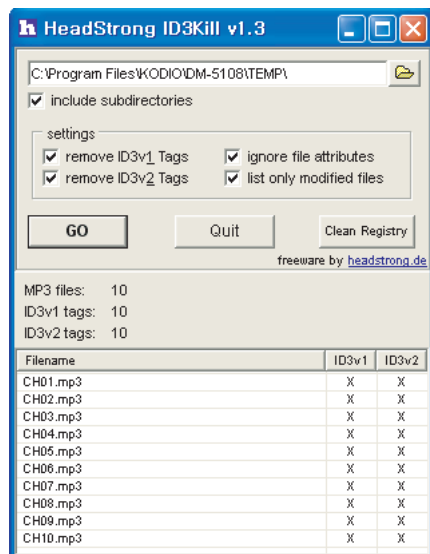 h HeadStrong ID3Kill v1.3
C:\Program Files\KODIO\DM-5108\TEMP\
include subdirectories
settings
remove ID3v1 Tags ignore file attributes
remove ID3v2 Tags list only modified files
GO Quit Clean Registry
freeware by headstrong.de
MP3 files: 10
ID3v1 tags: 10
ID3v2 tags: 10
Filename ID3v1 ID3v2
CH01.mp3 X X
CH02.mp3 X X
CH03.mp3 X X
CH04.mp3 X X
CH05.mp3 X X
CH06.mp3 X X
CH07.mp3 X X
CH08.mp3 X X
CH09.mp3 X X
CH10.mp3 X X